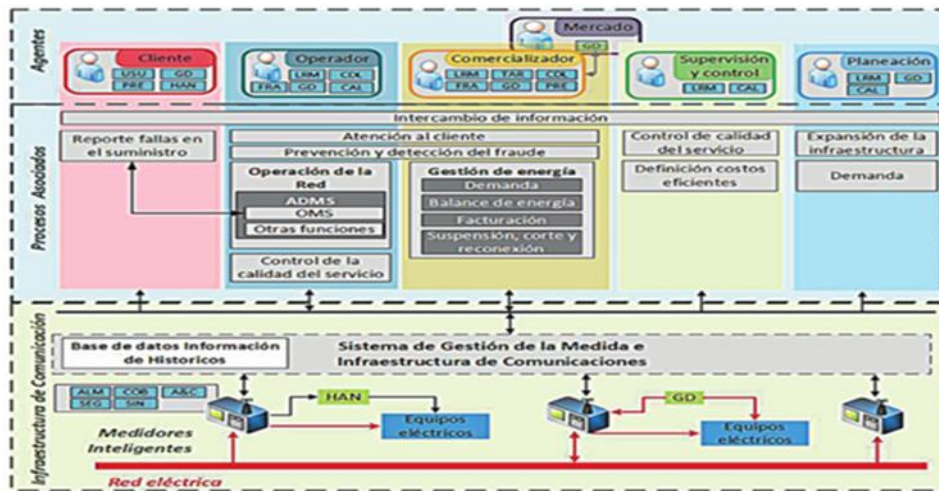 Agentes
Mercado
GD
Cliente
USU GD
PRE HAN
Operador
LRM COL
FRA GD CAL
Comercializador
LRM TAR COL
FRA GD PRE
Supervisión
y control
LRM CAL
Planeación
LRM GD
CAL
Procesos Asociados
Intercambio de información
Reporte fallas en
el suministro
Atención al cliente
Prevención y detección del fraude
Operación de la
Red
ADMS
OMS
Otras funciones
Control de la
calidad del servicio
Gestión de energía
Demanda
Balance de energía
Facturación
Suspensión, corte y
reconexión
Control de calidad
del servicio
Definición costos
eficientes
Expansión de la
infraestructura
Demanda
Infraestructura de Comunicación
Base de datos Información
de Historicos
Sistema de Gestión de la Medida e
Infraestructura de Comunicaciones
ALM COB A&C
SEG SIN
HAN
Equipos
eléctricos
GD
Equipos
eléctricos
Medidores
Inteligentes
Red eléctrica